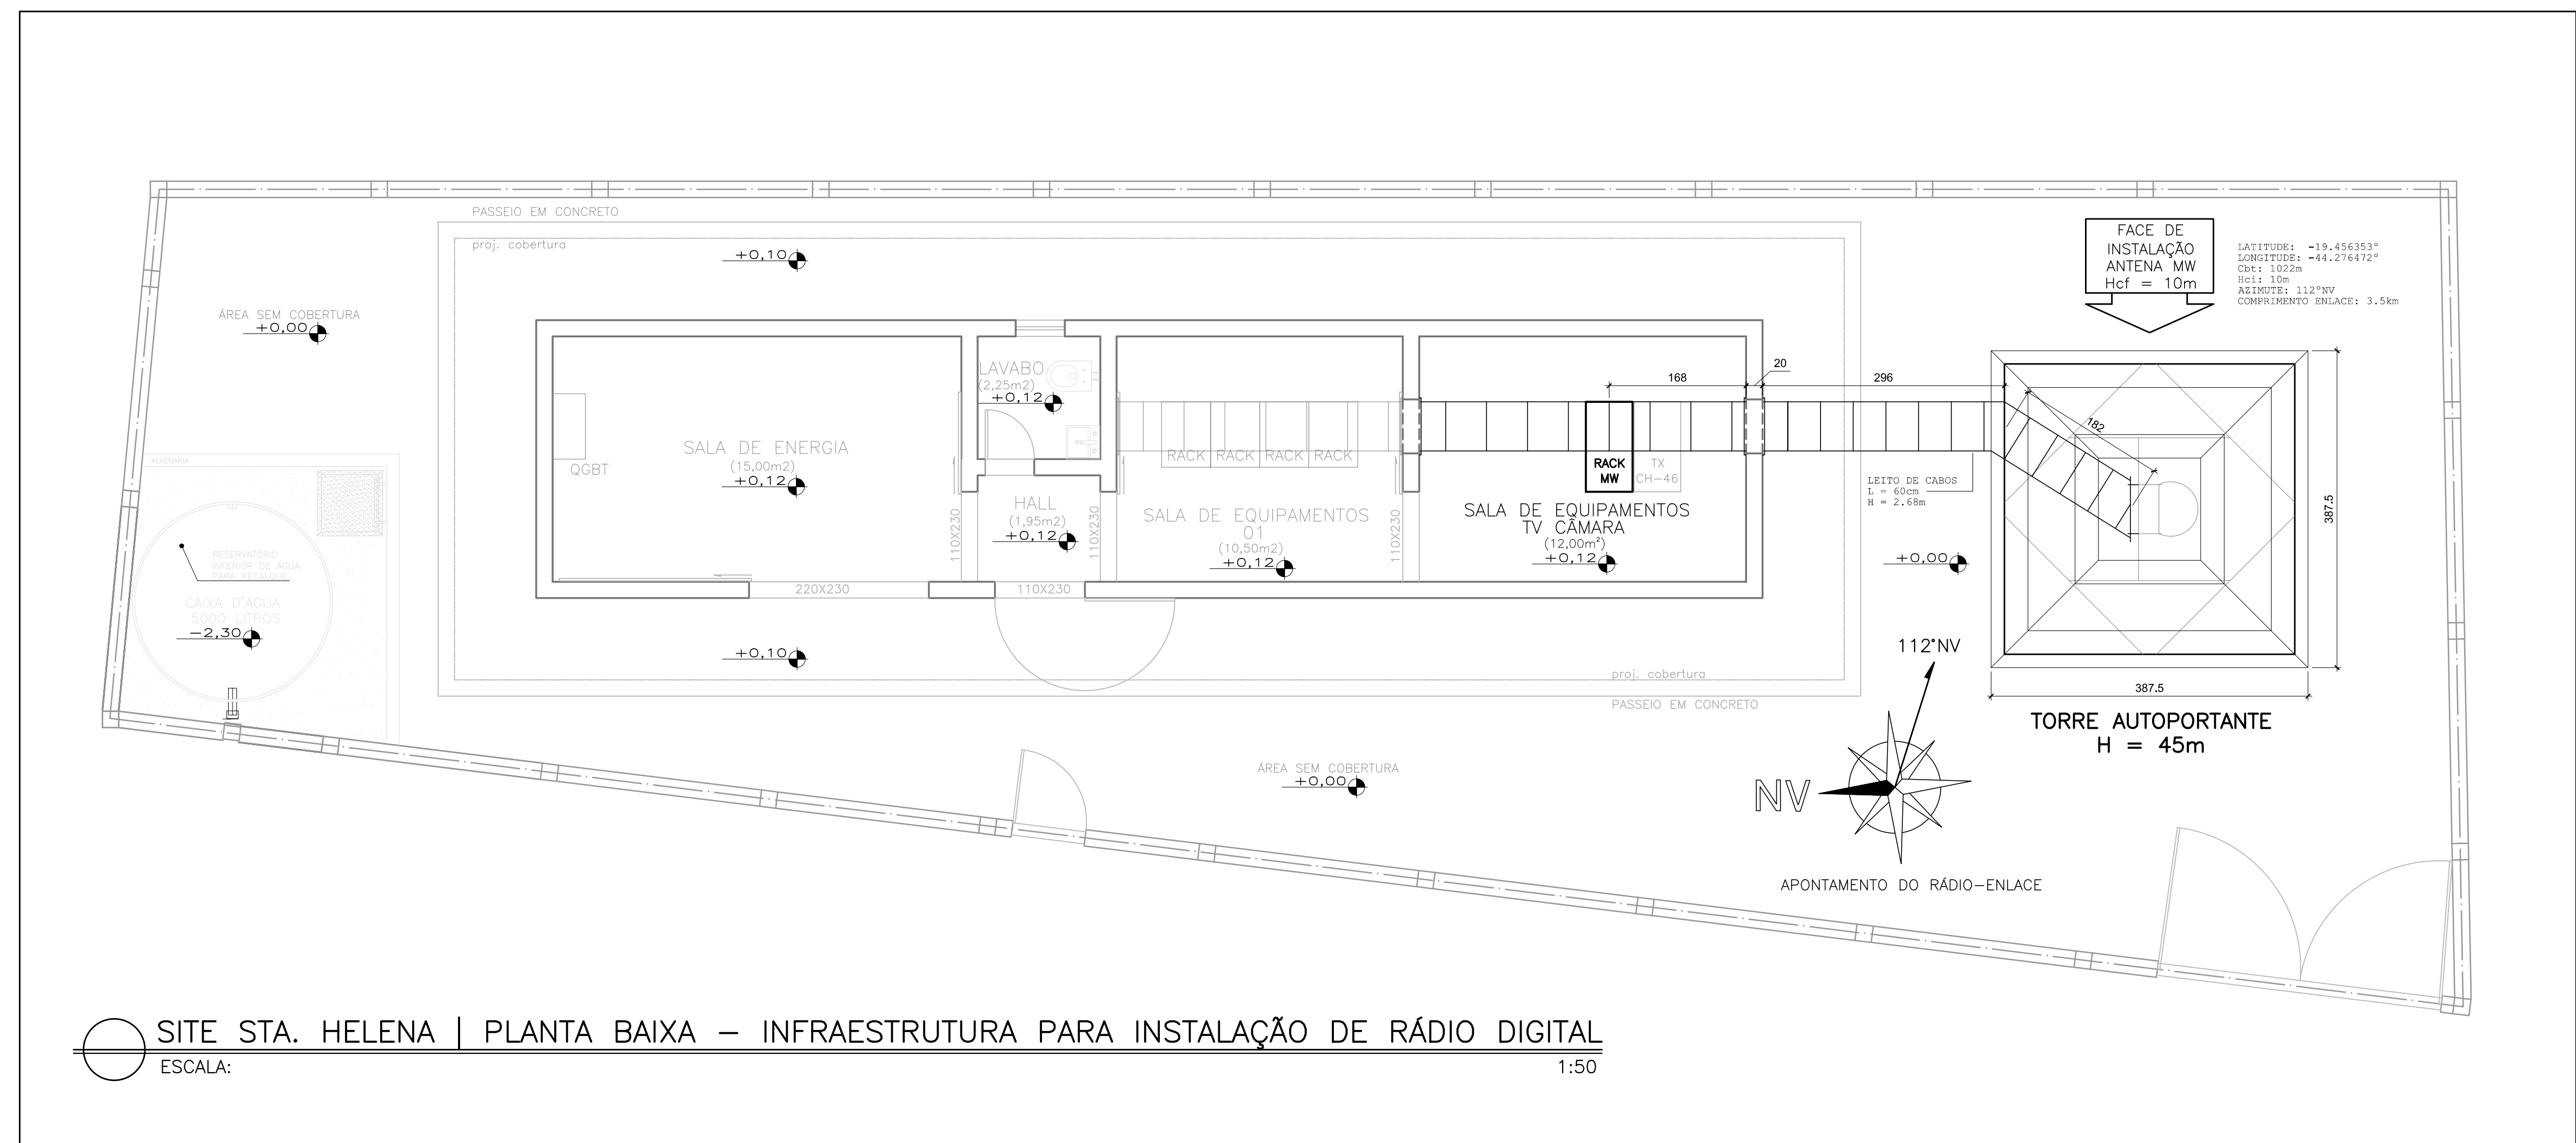 PASSEIO EM CONCRETO
proj. cobertura
+0,10
ÁREA SEM COBERTURA
+0,00
FACE DE
INSTALAÇÃO
ANTENA MW
Hcf = 10m
LATITUDE: -19.456353°
LONGITUDE: -44.276472°
Cbt: 1022m
Hci: 10m
AZIMUTE: 112°NV
COMPRIMENTO ENLACE: 3.5km
LAVABO
(2,25m2)
+0,12
168
20
296
182
387.5
ALVENARIA
QGBT
SALA DE ENERGIA
(15,00m2)
+0,12
RACK RACK RACK RACK
RACK
MW
TX
CH-46
LEITO DE CABOS
L = 60cm
H = 2.68m
HALL
(1,95m2)
+0,12
110X230
110X230
110X230
SALA DE EQUIPAMENTOS
01
(10,50m2)
+0,12
SALA DE EQUIPAMENTOS
TV CÂMARA
(12,00m²)
+0,12
+0,00
RESERVATÓRIO
INFERIOR DE ÁGUA
PARA RECALQUE
CAIXA D'AGUA
5000 LITROS
-2,30
220X230
110X230
+0,10
proj. cobertura
PASSEIO EM CONCRETO
112°NV
387.5
TORRE AUTOPORTANTE
H = 45m
ÁREA SEM COBERTURA
+0,00
NV
APONTAMENTO DO RÁDIO-ENLACE
SITE STA. HELENA | PLANTA BAIXA - INFRAESTRUTURA PARA INSTALAÇÃO DE RÁDIO DIGITAL
ESCALA: 1:50